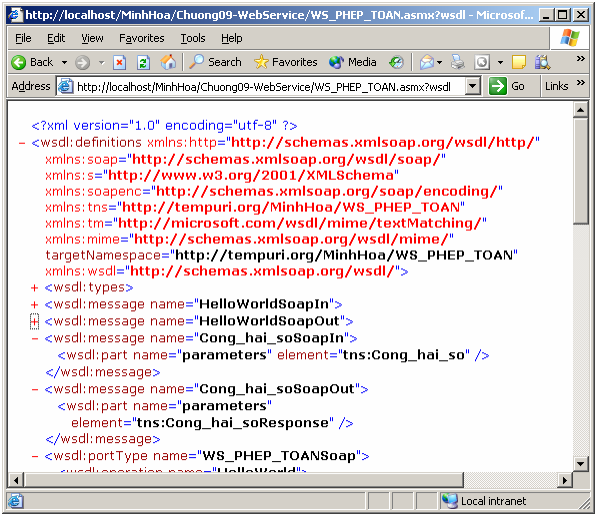 http://localhost/MinhHoa/Chuong09-WebService/WS_PHEP_TOAN.asmx?wsdl - Microsof...
File Edit View Favorites Tools Help
Back Search Favorites Media
Address http://localhost/MinhHoa/Chuong09-WebService/WS_PHEP_TOAN.asmx?wsdl Go Links »
<?xml version="1.0" encoding="utf-8" ?>
- <wsdl:definitions xmlns:http="http://schemas.xmlsoap.org/wsdl/http/"
xmlns:soap="http://schemas.xmlsoap.org/wsdl/soap/"
xmlns:s="http://www.w3.org/2001/XMLSchema"
xmlns:soapenc="http://schemas.xmlsoap.org/soap/encoding/"
xmlns:tns="http://tempuri.org/MinhHoa/WS_PHEP_TOAN"
xmlns:tm="http://microsoft.com/wsdl/mime/textMatching/"
xmlns:mime="http://schemas.xmlsoap.org/wsdl/mime/"
targetNamespace="http://tempuri.org/MinhHoa/WS_PHEP_TOAN"
xmlns:wsdl="http://schemas.xmlsoap.org/wsdl/">
+ <wsdl:types>
+ <wsdl:message name="HelloWorldSoapIn">
+ <wsdl:message name="HelloWorldSoapOut">
- <wsdl:message name="Cong_hai_soSoapIn">
<wsdl:part name="parameters" element="tns:Cong_hai_so" />
</wsdl:message>
- <wsdl:message name="Cong_hai_soSoapOut">
<wsdl:part name="parameters"
element="tns:Cong_hai_soResponse" />
</wsdl:message>
- <wsdl:portType name="WS_PHEP_TOANSoap">
<wsdl:operation name="HelloWorld">
Local intranet